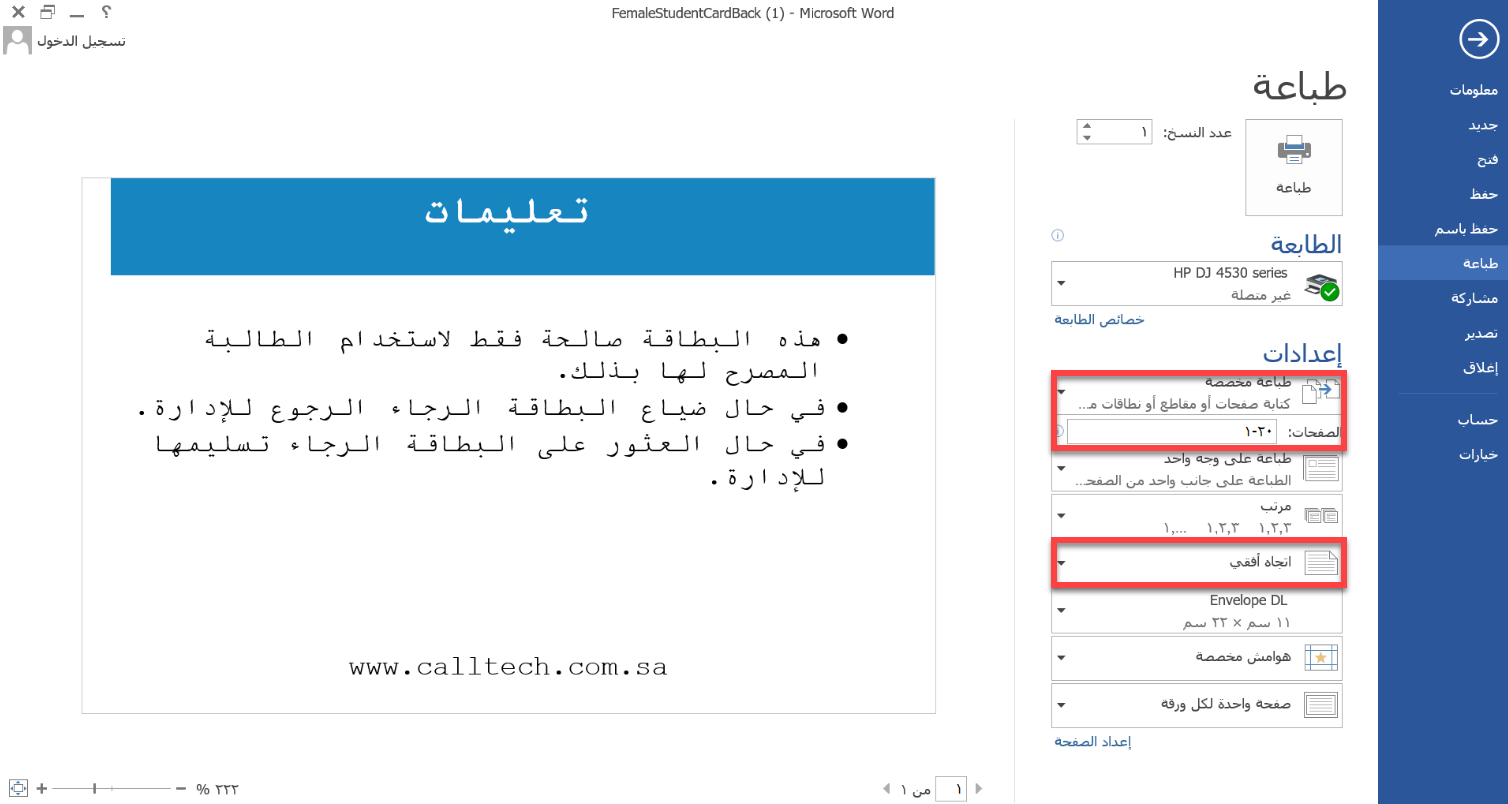 FemaleStudentCardBack (1) - Microsoft Word
?
تسجيل الدخول
معلومات
جديد
فتح
حفظ
حفظ باسم
طباعة
مشاركة
تصدير
إغلاق
حساب
خيارات
طباعة
طباعة
عدد النسخ: ١
الطابعة
HP DJ 4530 series
غير متصلة
خصائص الطابعة
إعدادات
طباعة مخصصة
كتابة صفحات أو مقاطع أو نطاقات مـ...
الصفحات: ٢٠-١
طباعة على وجه واحد
الطباعة على جانب واحد من الصفحـ...
مرتب
١,٢,٣ ١,٢,٣ ...,١
اتجاه أفقي
Envelope DL
١١ سم × ٢٢ سم
هوامش مخصصة
صفحة واحدة لكل ورقة
إعداد الصفحة
تعليمات
• هذه البطاقة صالحة فقط لاستخدام الطالبة
المصرح لها بذلك.
• في حال ضياع البطاقة الرجاء الرجوع للإدارة.
• في حال العثور على البطاقة الرجاء تسليمها
للإدارة.
www.calltech.com.sa
١ من ١
٢٢٢ %